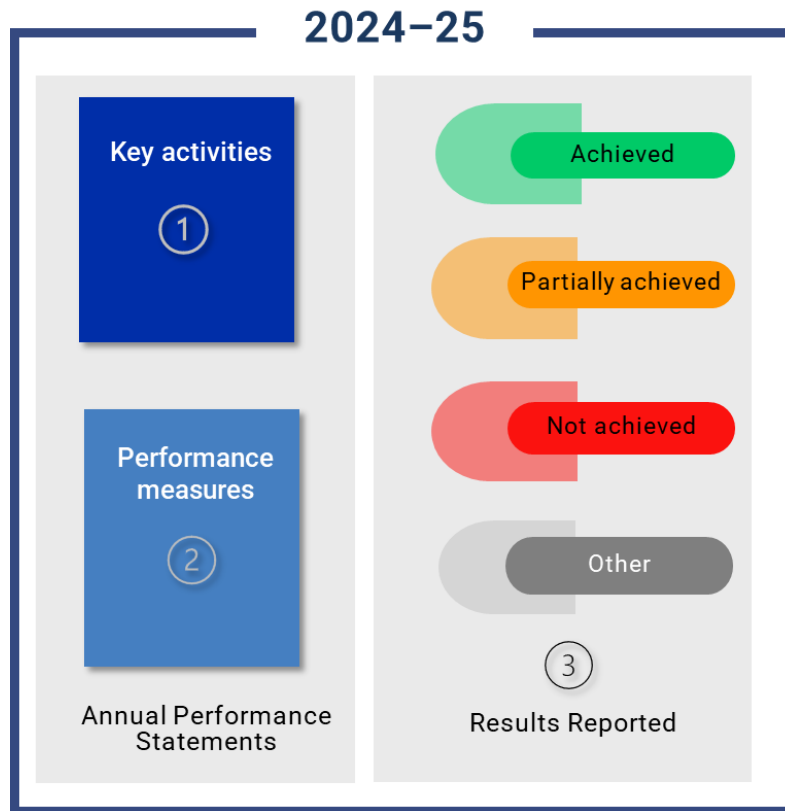 2024–25
Key activities
1
Performance
measures
2
Annual Performance
Statements
Achieved
Partially achieved
Not achieved
Other
3
Results Reported